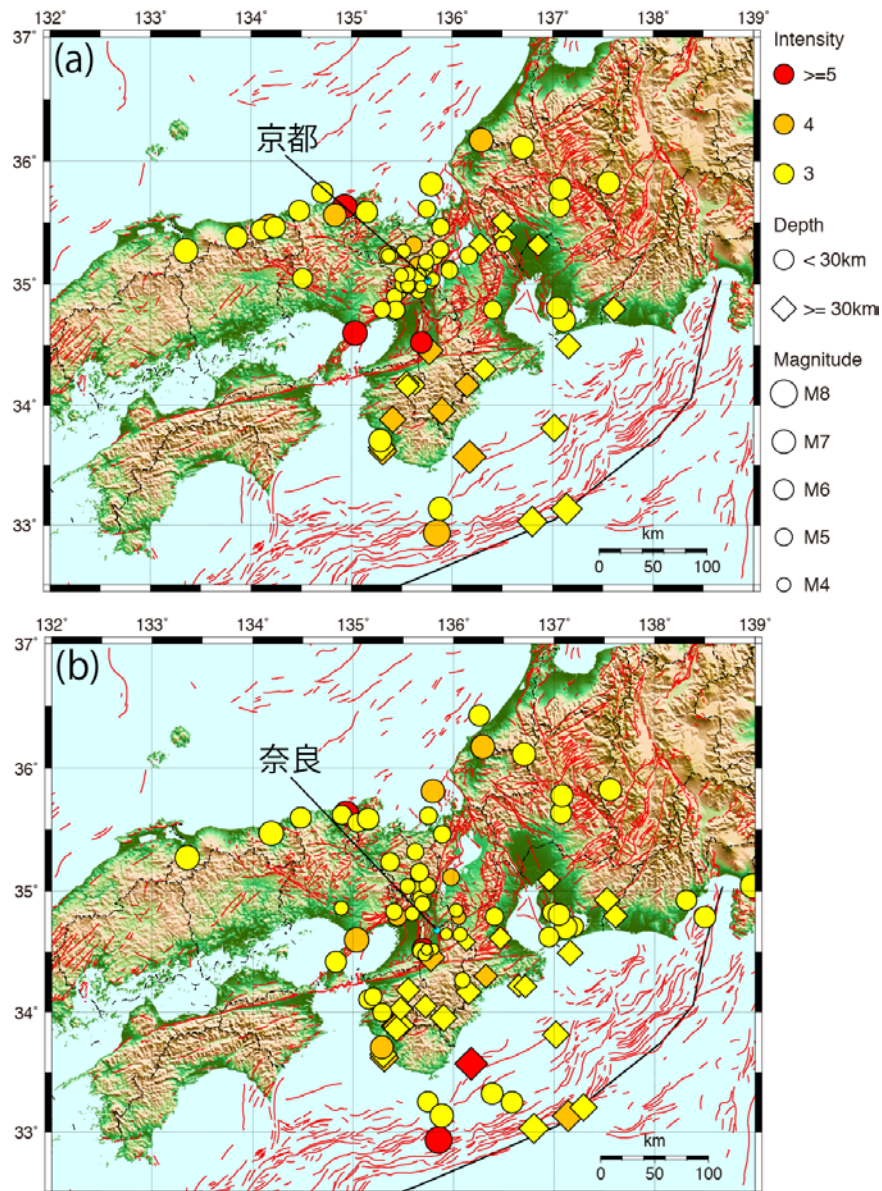 132° 133° 134° 135° 136° 137° 138° 139°
37°
(a)
京都
36°
35°
34°
33°
km
0 50 100
Intensity
>=5
4
3
Depth
< 30km
>= 30km
Magnitude
M8
M7
M6
M5
M4
132° 133° 134° 135° 136° 137° 138° 139°
37°
(b)
奈良
36°
35°
34°
33°
km
0 50 100